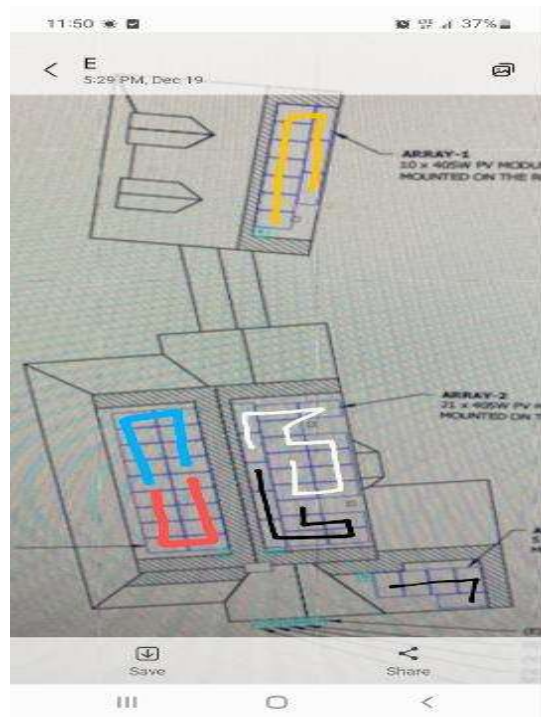 11:50
37%
E
5:29 PM, Dec 19
ARRAY-1
10 x 405W PV
MOUNTED ON THE
ARRAY-2
21 x 405W PV
MOUNTED ON
Save
Share